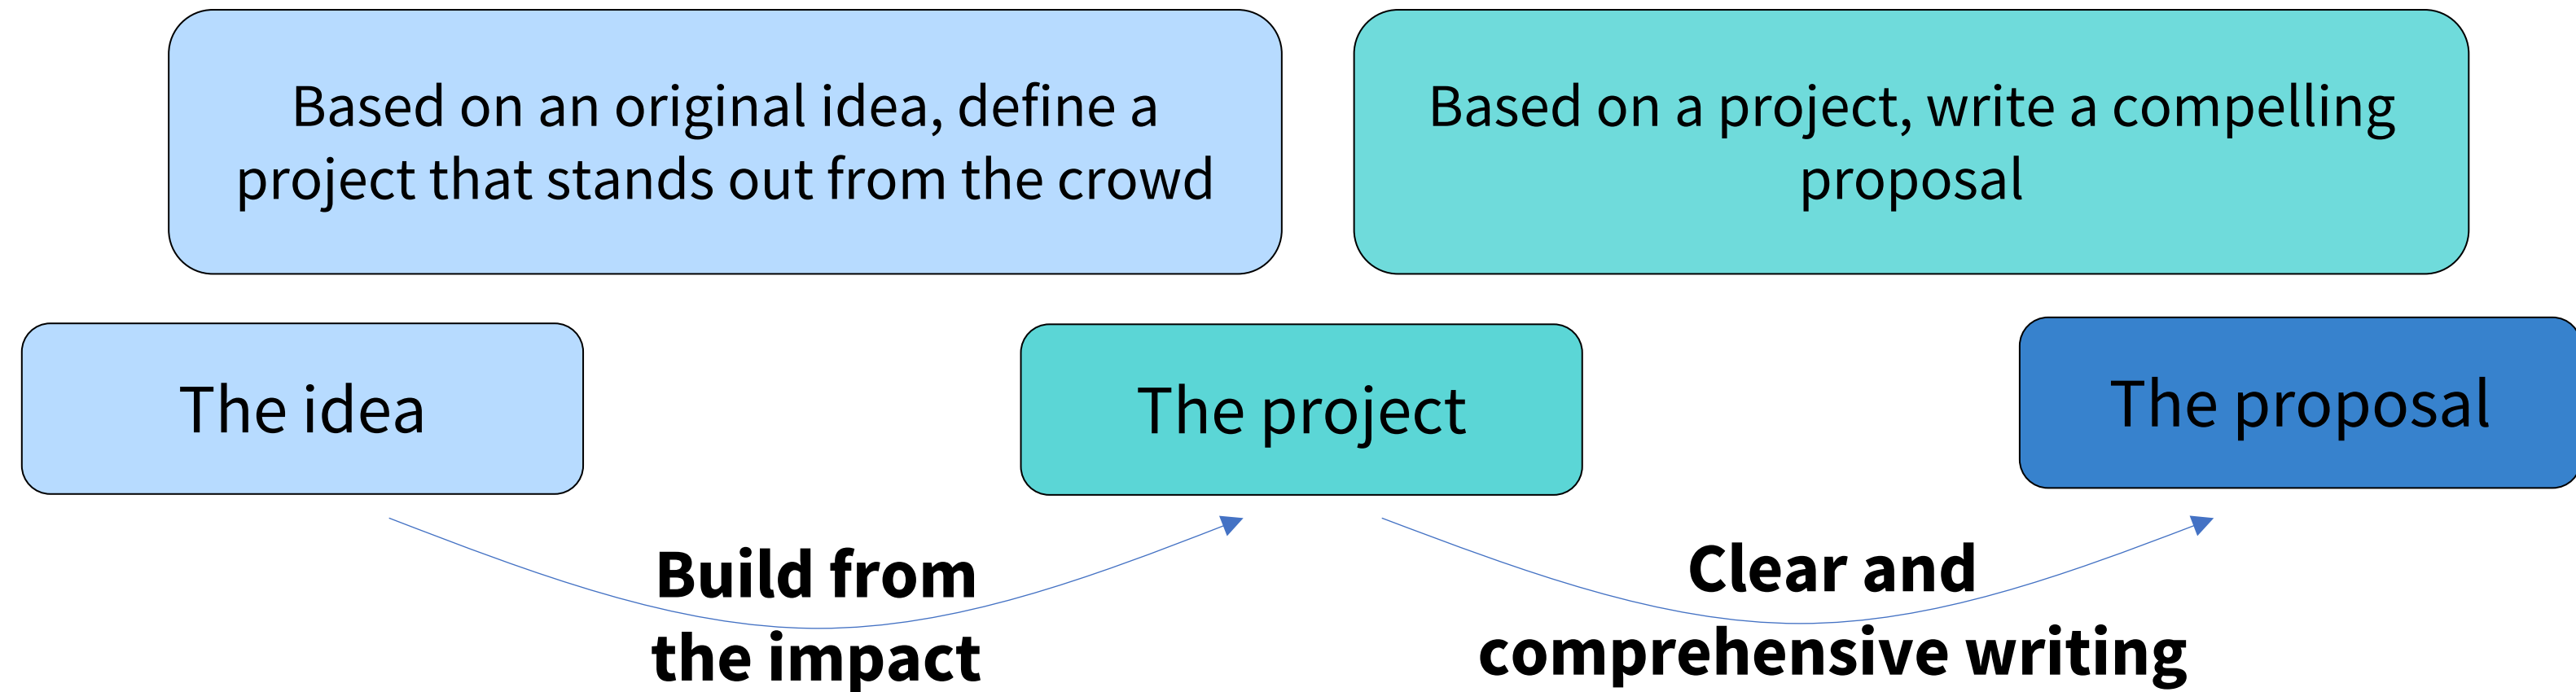 Based on an original idea, define a
project that stands out from the crowd
Based on a project, write a compelling
proposal
The idea
The project
The proposal
Build from
the impact
Clear and
comprehensive writing